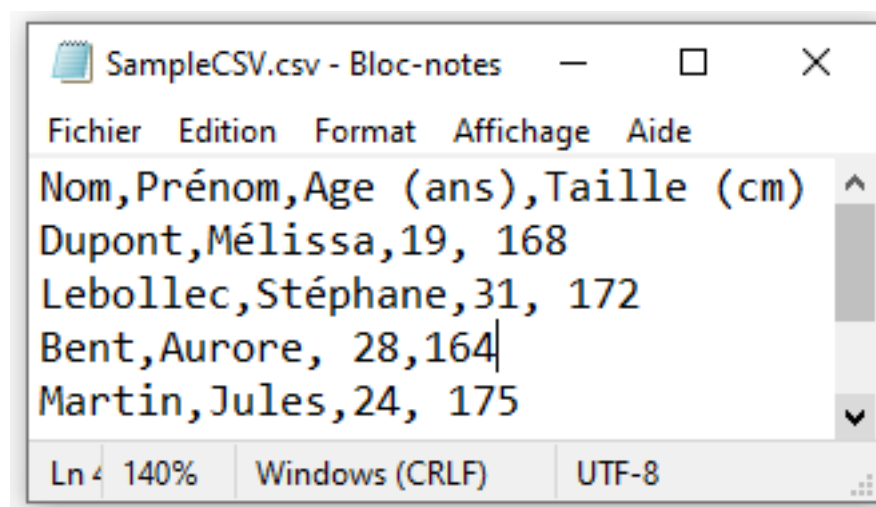 SampleCSV.csv - Bloc-notes
Fichier Edition Format Affichage Aide
Nom,Prénom,Age (ans),Taille (cm)
Dupont,Mélissa,19, 168
Lebollec,Stéphane,31, 172
Bent,Aurore, 28,164
Martin,Jules,24, 175
Ln 140% Windows (CRLF) UTF-8